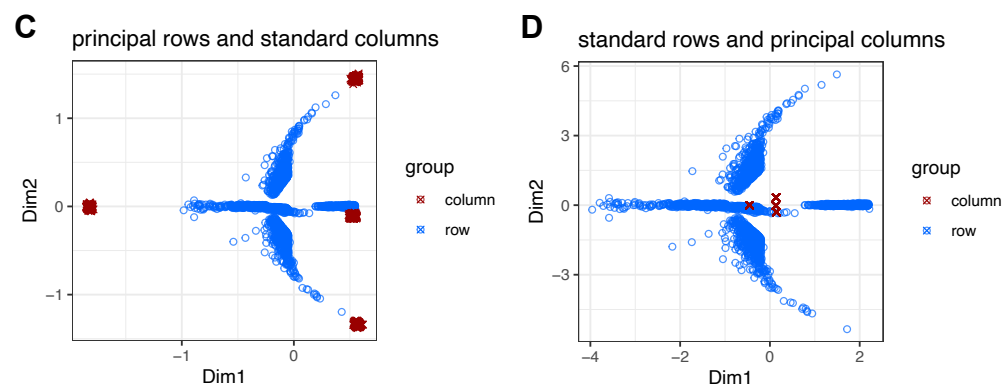 C
principal rows and standard columns
Dim2
1
0
−1
−1
0
Dim1
group
column
row
D
standard rows and principal columns
Dim2
6
3
0
−3
−4
−2
0
2
Dim1
group
column
row